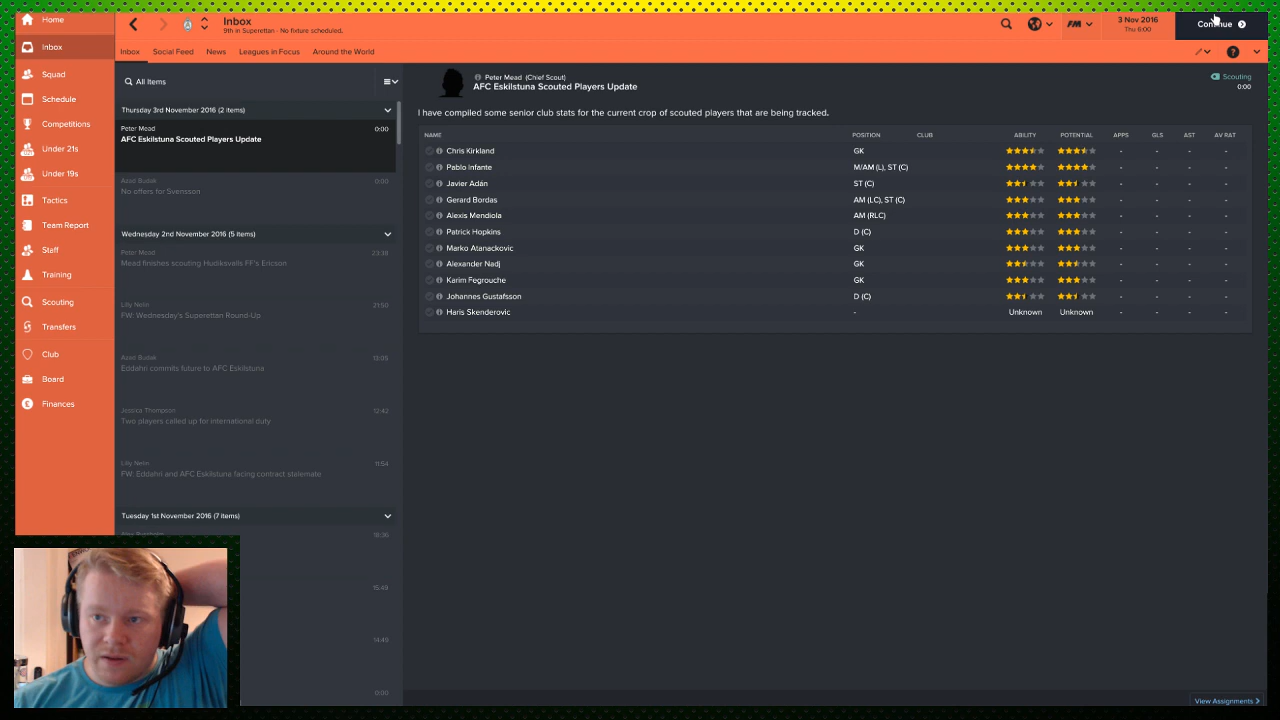 Home
Inbox
Squad
Schedule
Competitions
Under 21s
Under 19s
Tactics
Team Report
Staff
Training
Scouting
Transfers
Club
Board
Finances
Inbox
9th in Superettan - No fixture scheduled.
FM
3 Nov 2016
Thu 6:00
Continue
Inbox Social Feed News Leagues in Focus Around the World
?
All Items
Thursday 3rd November 2016 (2 items)
Peter Mead 0:00
AFC Eskilstuna Scouted Players Update
Azad Budak 0:00
No offers for Svensson
Wednesday 2nd November 2016 (5 items)
Peter Mead 23:38
Mead finishes scouting Hudiksvalls FF's Ericson
Lilly Nelin 21:50
FW: Wednesday's Superettan Round-Up
Azad Budak 13:05
Eddahri commits future to AFC Eskilstuna
Jessica Thompson 12:42
Two players called up for international duty
Lilly Nelin 11:54
FW: Eddahri and AFC Eskilstuna facing contract stalemate
Tuesday 1st November 2016 (7 items)
15:49
14:49
0:00
Peter Mead (Chief Scout)
AFC Eskilstuna Scouted Players Update
Scouting
0:00
I have compiled some senior club stats for the current crop of scouted players that are being tracked.
NAME POSITION CLUB ABILITY POTENTIAL APPS GLS AST AV RAT
Chris Kirkland GK - - - -
Pablo Infante M/AM (L), ST (C) - - - -
Javier Adán ST (C) - - - -
Gerard Bordas AM (LC), ST (C) - - - -
Alexis Mendiola AM (RLC) - - - -
Patrick Hopkins D (C) - - - -
Marko Atanackovic GK - - - -
Alexander Nadj GK - - - -
Karim Fegrouche GK - - - -
Johannes Gustafsson D (C) - - - -
Haris Skenderovic - Unknown Unknown - - - -
View Assignments